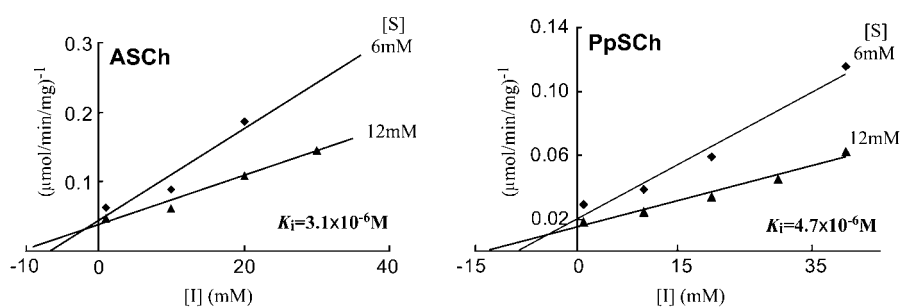 [S]
6mM
ASCh
12mM
(μmol/min/mg)⁻¹
0.3
0.2
0.1
Kᵢ=3.1x10⁻⁶M
-10
0
20
40
[I] (mM)
[S]
6mM
PpSCh
12mM
(μmol/min/mg)⁻¹
0.14
0.10
0.06
0.02
Kᵢ=4.7x10⁻⁶M
-15
0
15
35
[I] (mM)